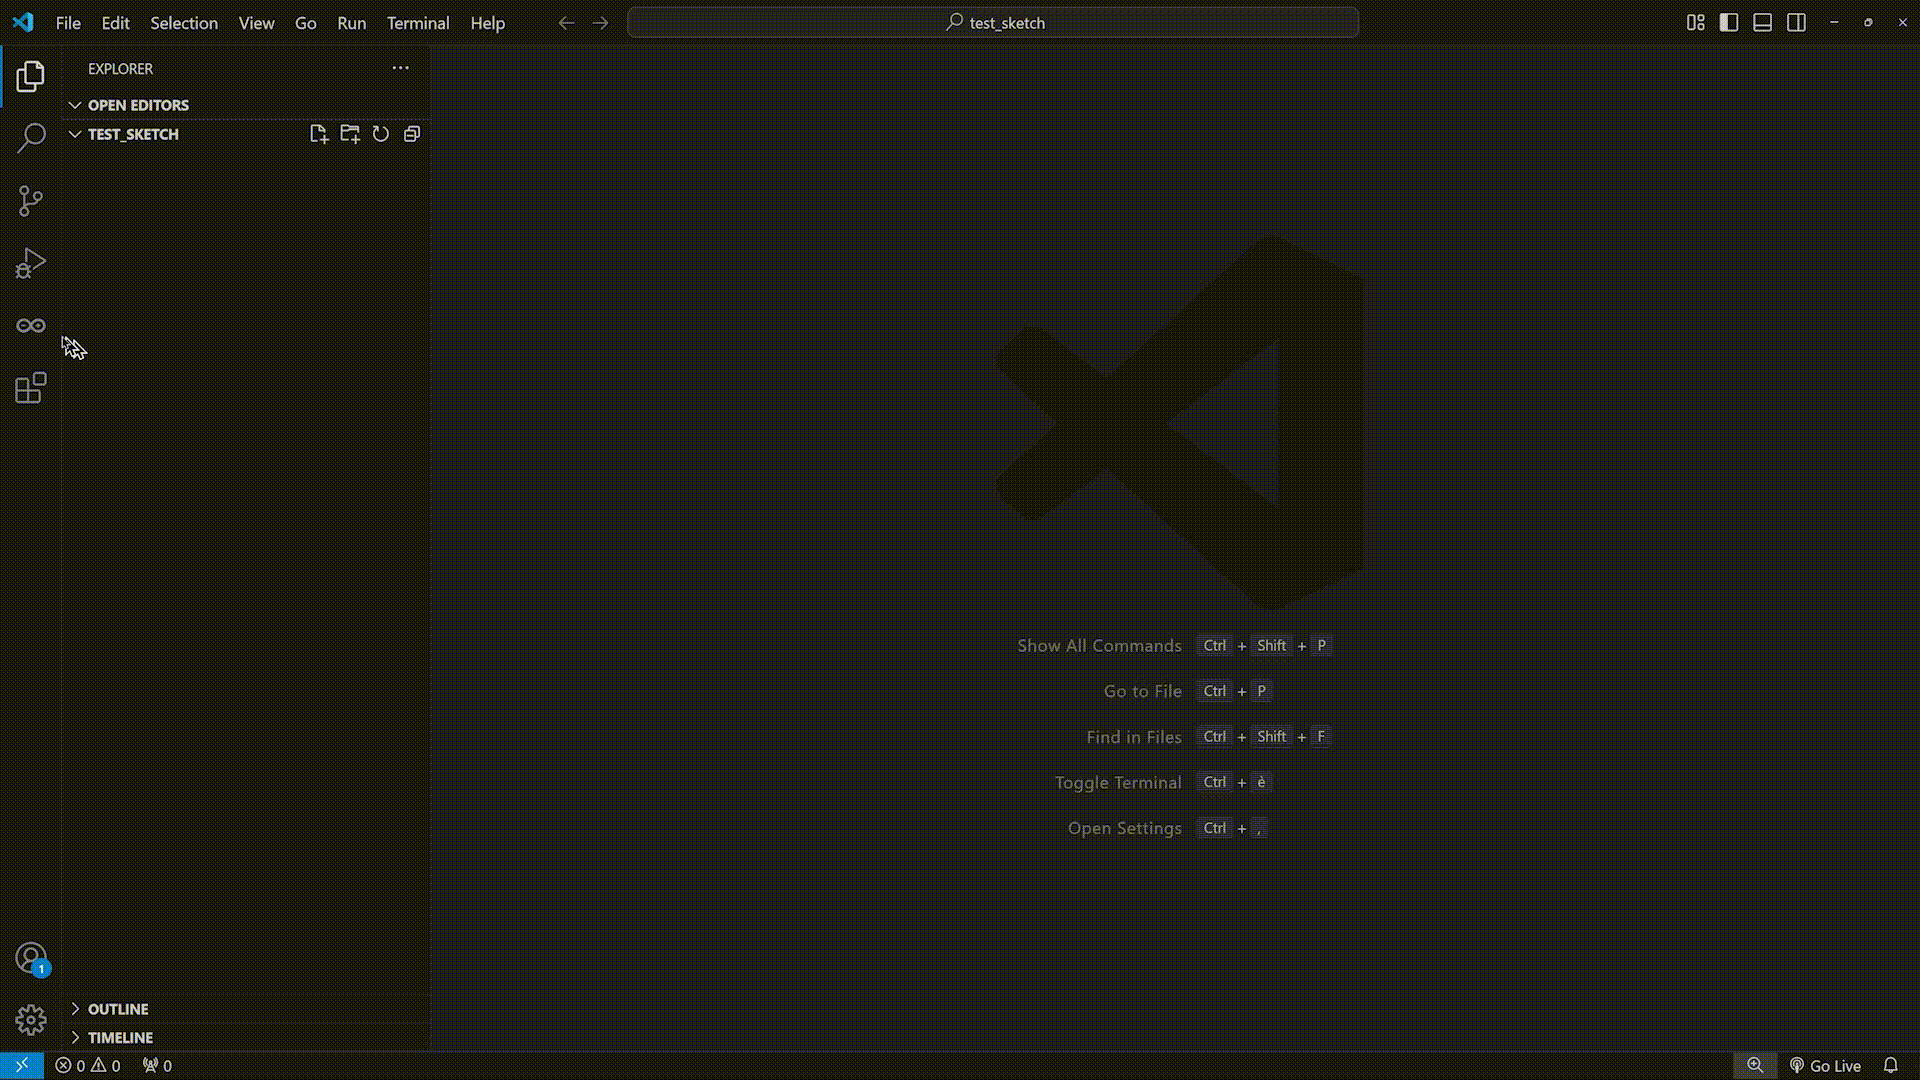 File Edit Selection View Go Run Terminal Help
test_sketch
EXPLORER
OPEN EDITORS
TEST_SKETCH
Show All Commands Ctrl + Shift + P
Go to File Ctrl + P
Find in Files Ctrl + Shift + F
Toggle Terminal Ctrl + è
Open Settings Ctrl + ,
1
OUTLINE
TIMELINE
0 0 0
Go Live